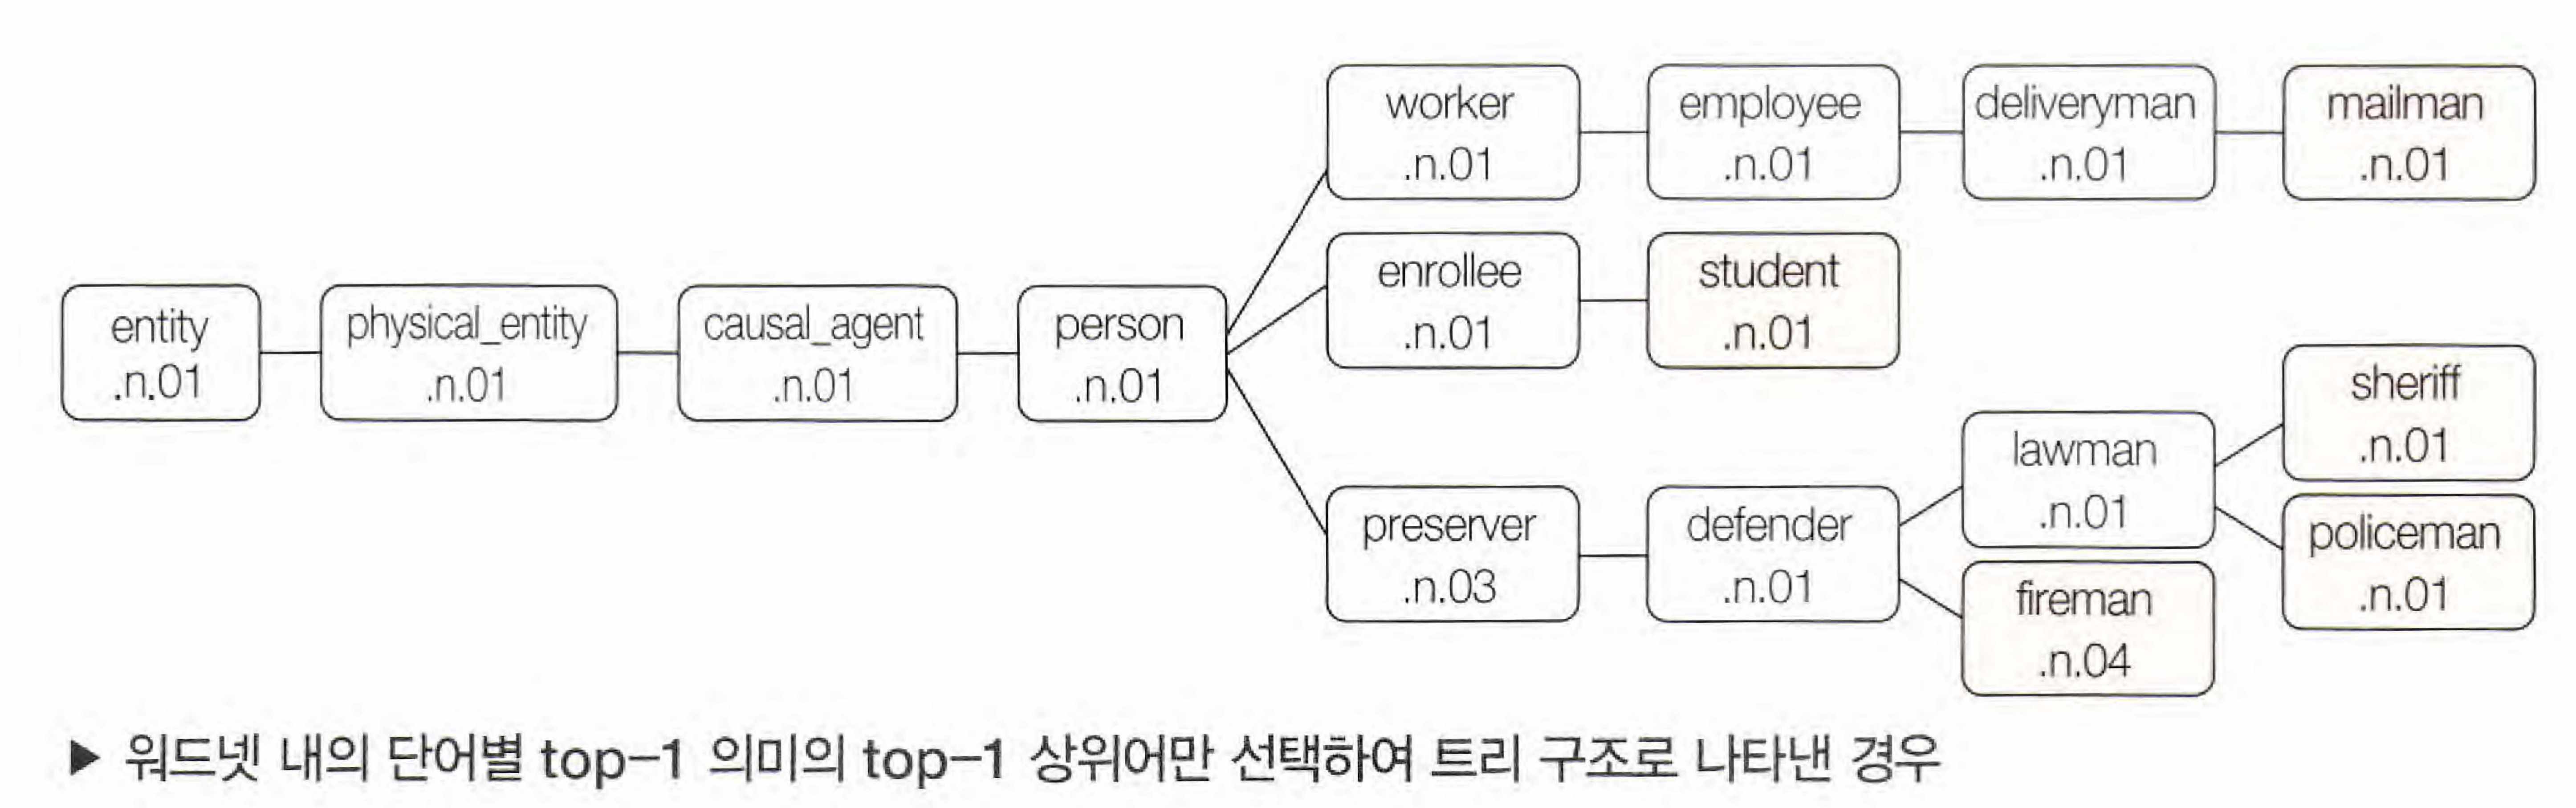 entity
.n.01
physical_entity
.n.01
causal_agent
.n.01
person
.n.01
worker
.n.01
employee
.n.01
deliveryman
.n.01
mailman
.n.01
enrollee
.n.01
student
.n.01
preserver
.n.03
defender
.n.01
lawman
.n.01
sheriff
.n.01
policeman
.n.01
fireman
.n.04
▶ 워드넷 내의 단어별 top-1 의미의 top-1 상위어만 선택하여 트리 구조로 나타낸 경우